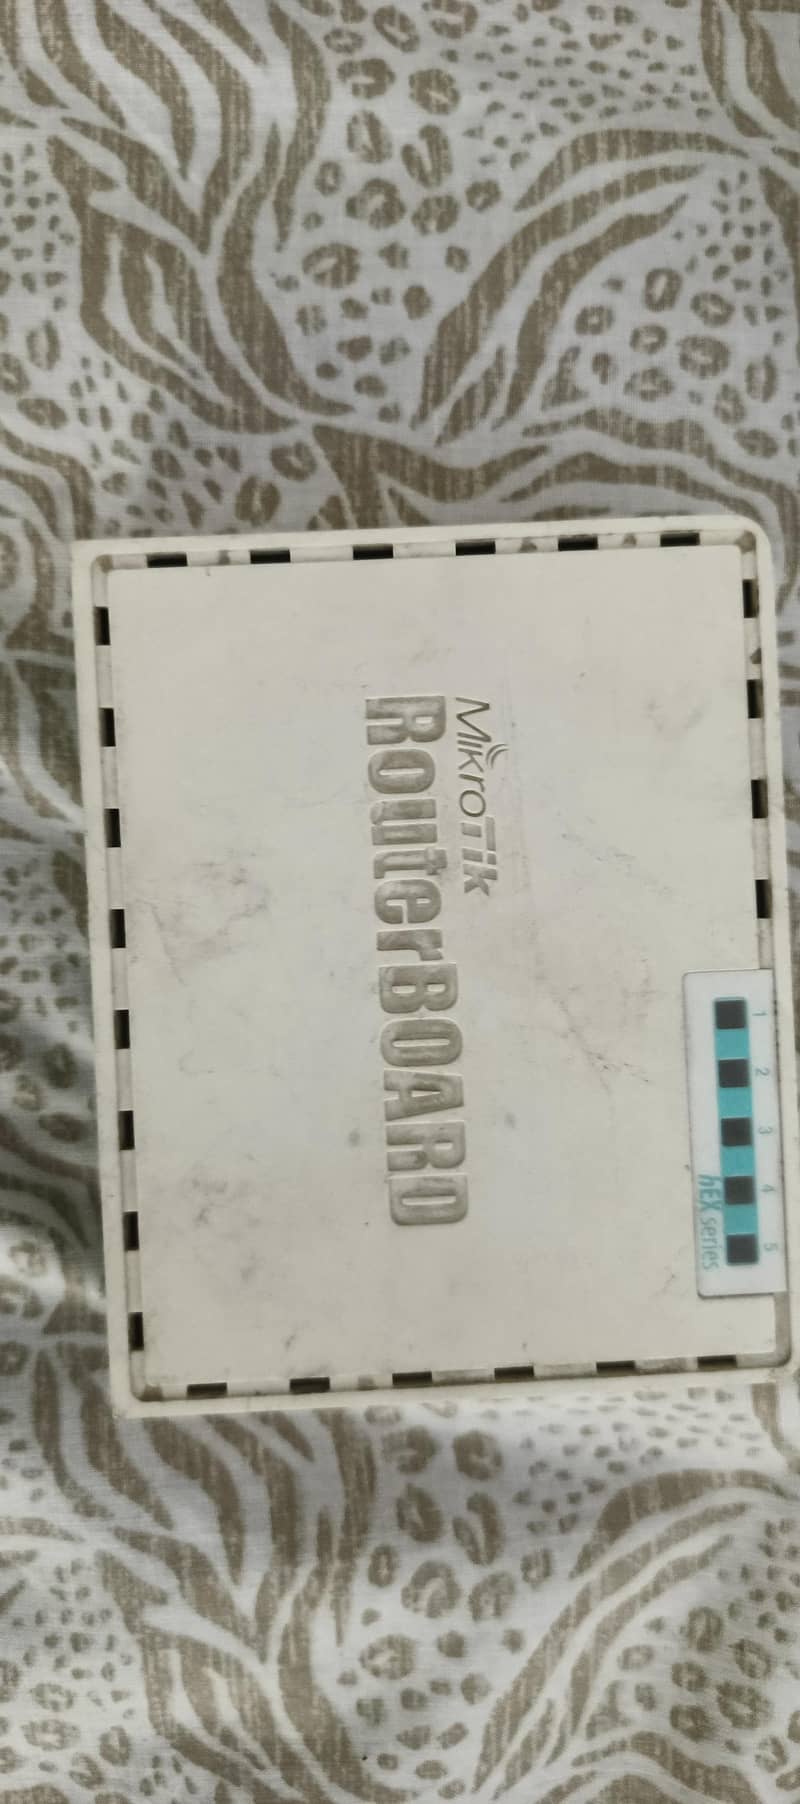 MikroTik
RouterBOARD
1 2 3 4 5
hEX series